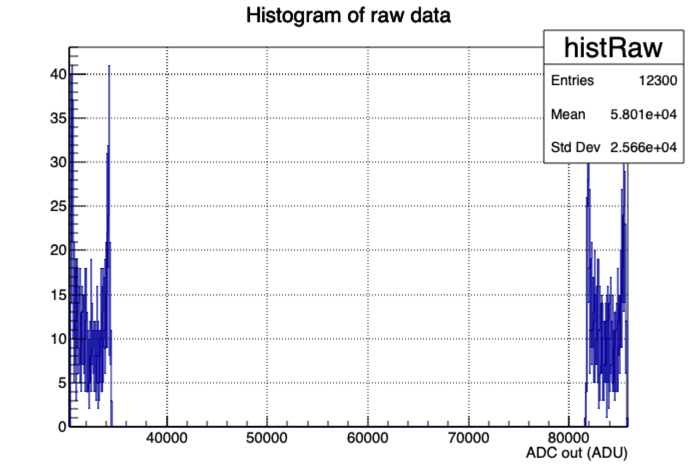 Histogram of raw data
histRaw
Entries 12300
Mean 5.801e+04
Std Dev 2.566e+04
40
35
30
25
20
15
10
5
0
40000 50000 60000 70000 80000
ADC out (ADU)